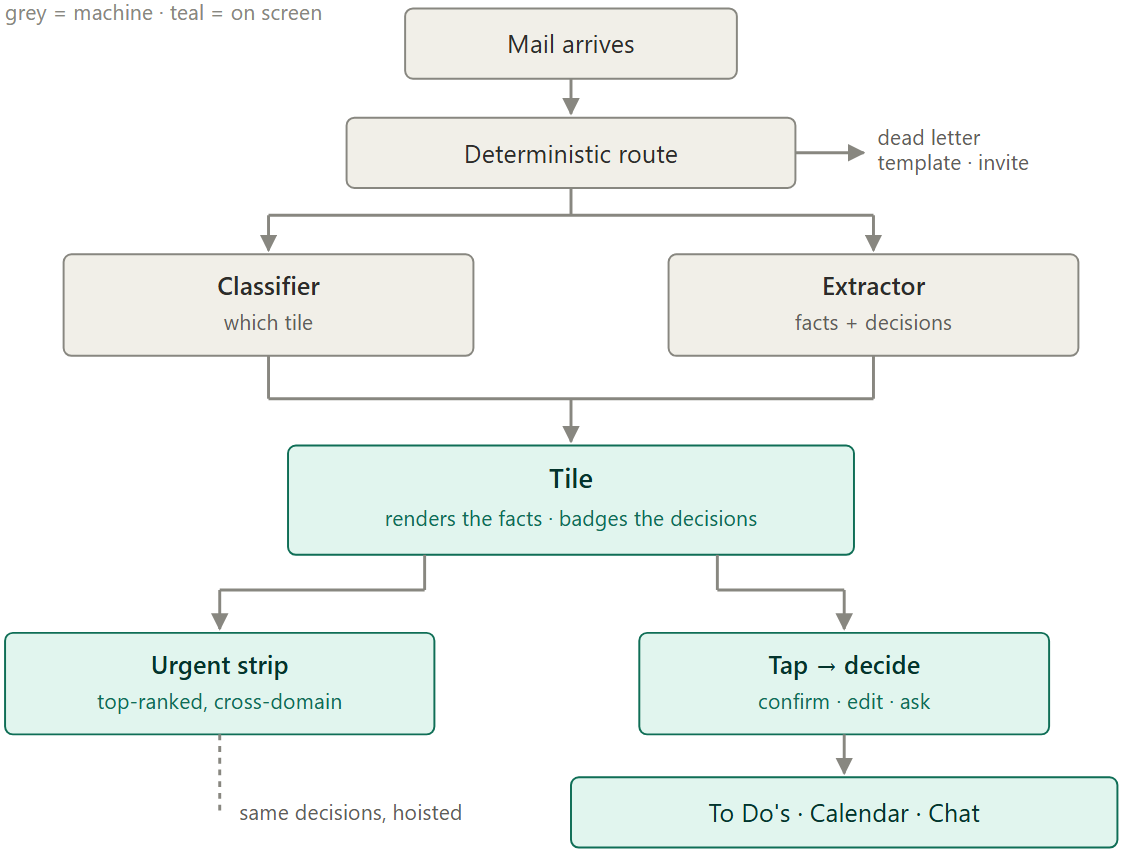 grey = machine · teal = on screen
Mail arrives
Deterministic route
dead letter
template · invite
Classifier
which tile
Extractor
facts + decisions
Tile
renders the facts · badges the decisions
Urgent strip
top-ranked, cross-domain
Tap → decide
confirm · edit · ask
same decisions, hoisted
To Do's · Calendar · Chat